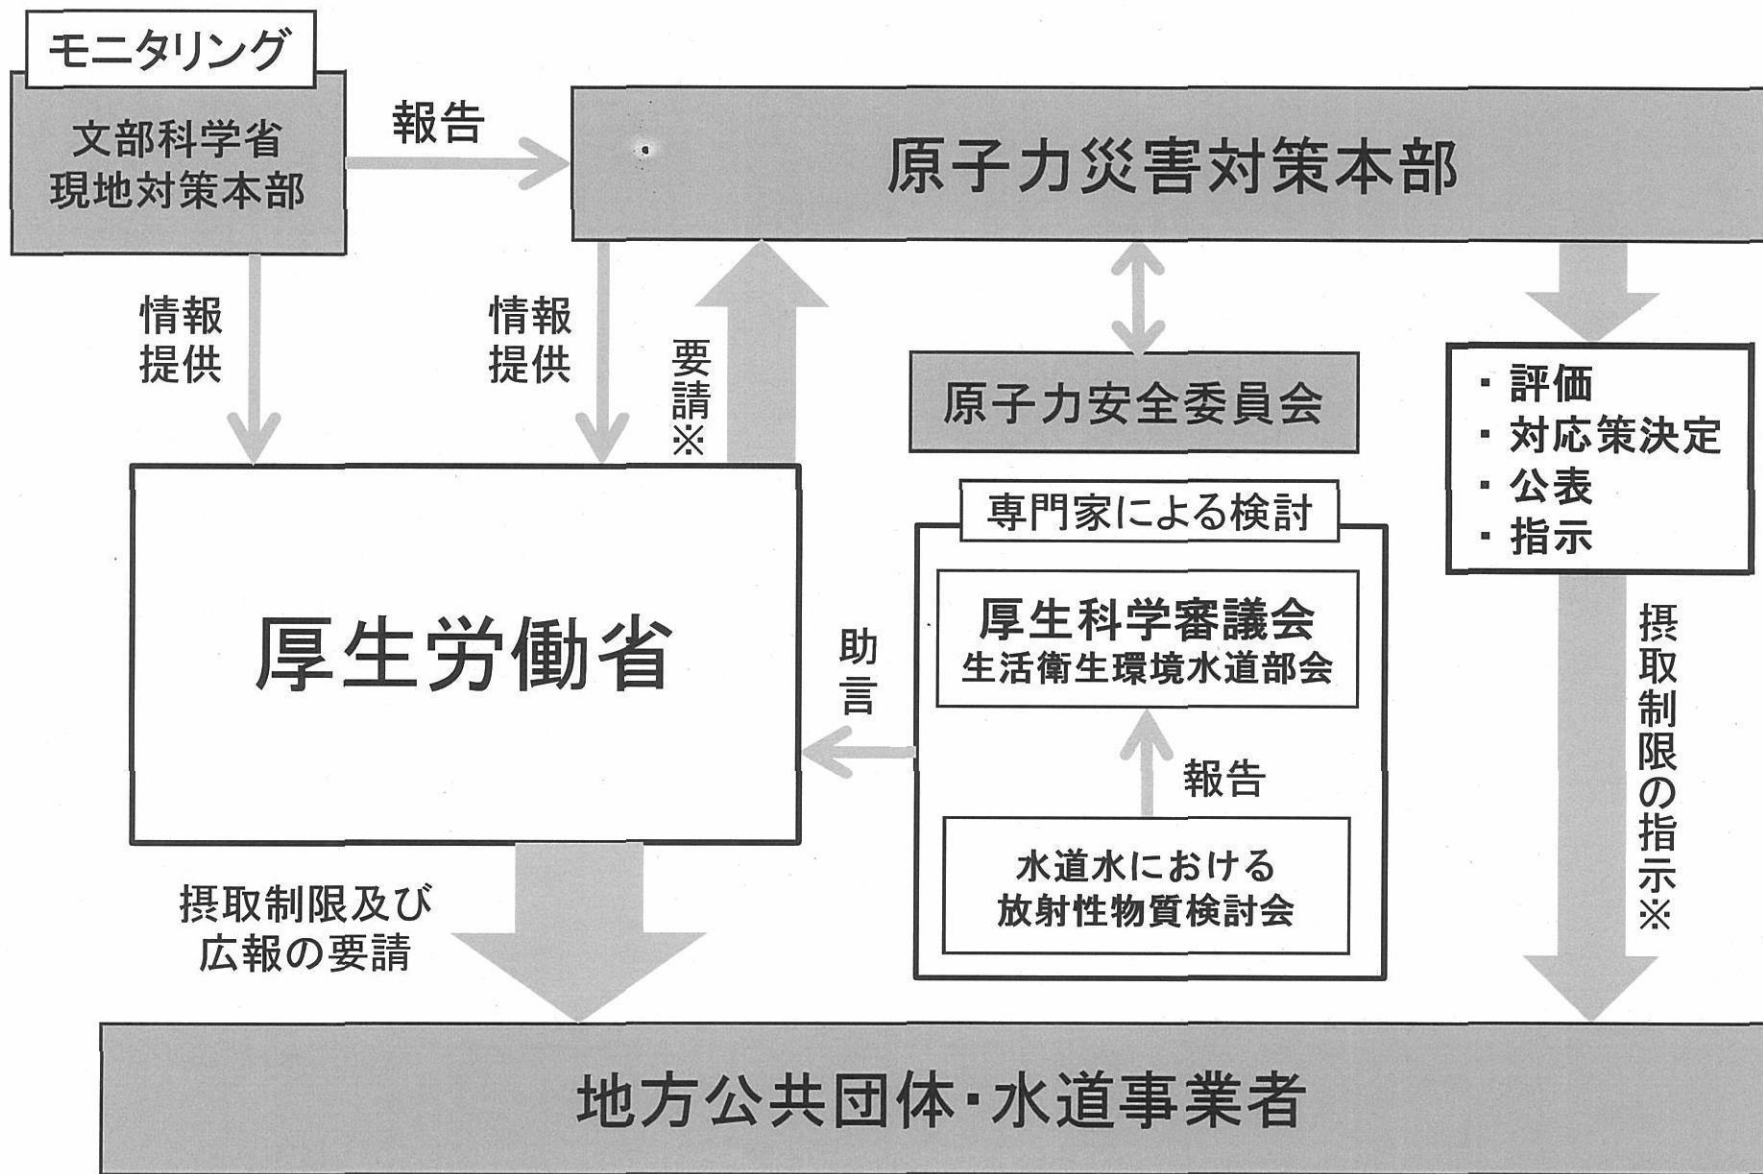 モニタリング
文部科学省
現地対策本部
報告
原子力災害対策本部
情報
提供
情報
提供
要請※
原子力安全委員会
・評価
・対応策決定
・公表
・指示
専門家による検討
厚生科学審議会
生活衛生環境水道部会
厚生労働省
助言
報告
水道水における
放射性物質検討会
摂取制限の指示※
摂取制限及び
広報の要請
地方公共団体・水道事業者